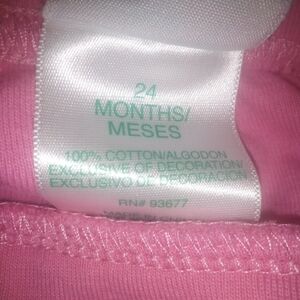 24
MONTHS/
MESES
100% COTTON/ALGODON
EXCLUSIVE OF DECORATION/
EXCLUSIVO DE DECORACION
RN# 93677